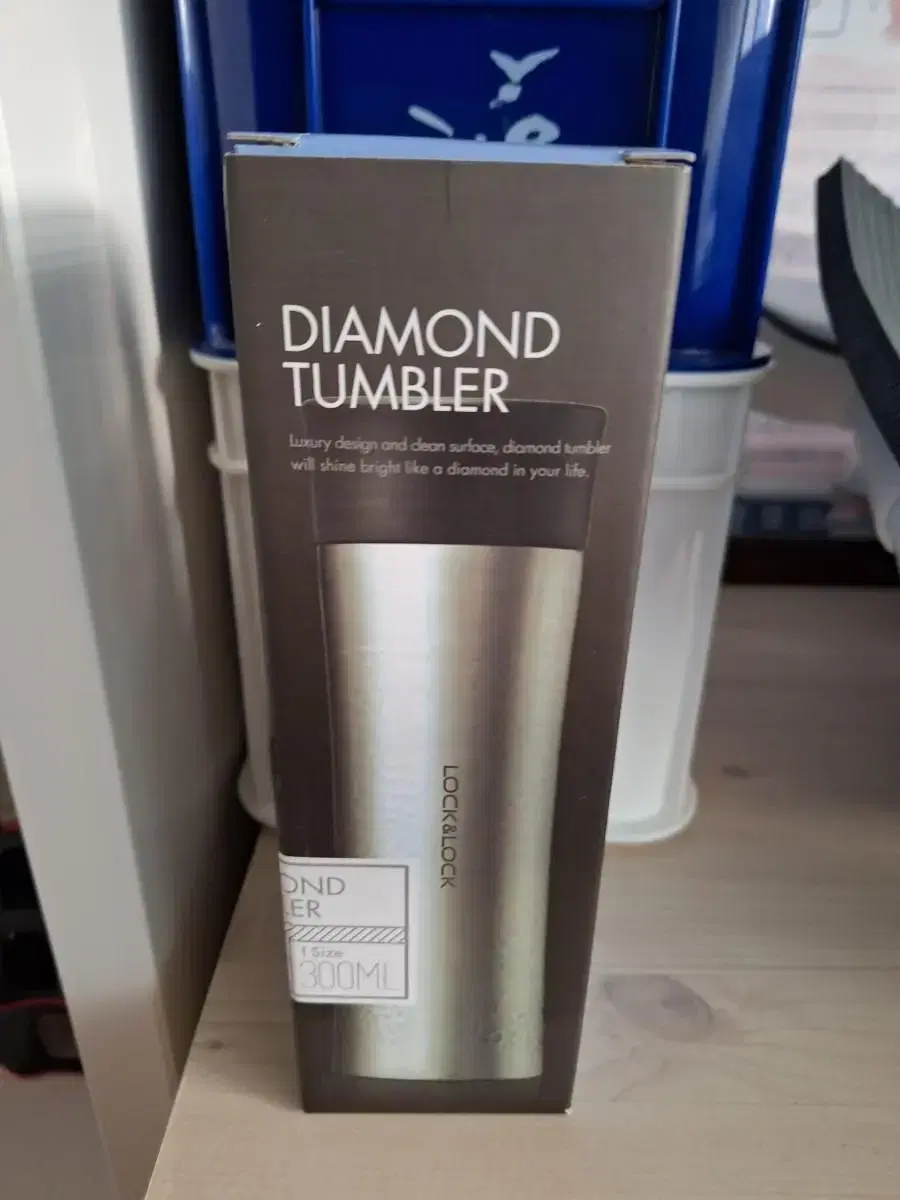 DIAMOND
TUMBLER
Luxury design and clean surface, diamond tumbler
will shine bright like a diamond in your life.
LOCK&LOCK
OND
LER
Size
300ML